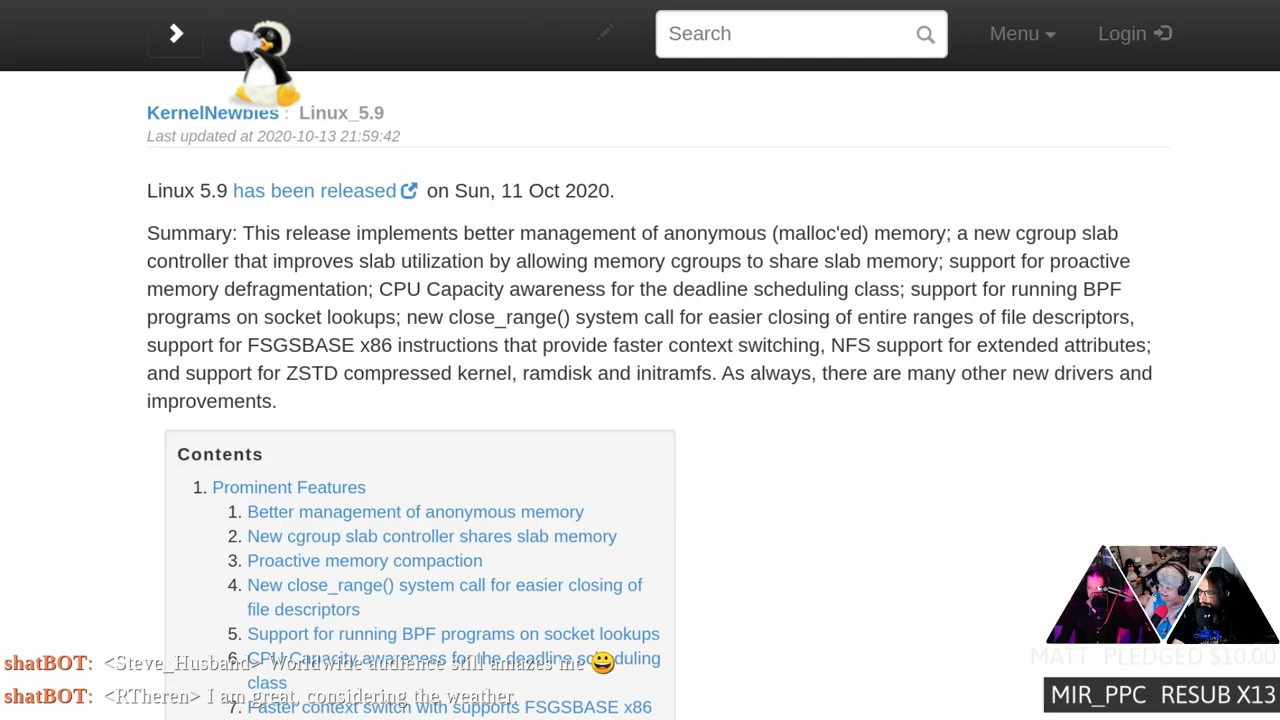 Search
Menu
Login
KernelNewbies : Linux_5.9
Last updated at 2020-10-13 21:59:42
Linux 5.9 has been released on Sun, 11 Oct 2020.
Summary: This release implements better management of anonymous (malloc'ed) memory; a new cgroup slab
controller that improves slab utilization by allowing memory cgroups to share slab memory; support for proactive
memory defragmentation; CPU Capacity awareness for the deadline scheduling class; support for running BPF
programs on socket lookups; new close_range() system call for easier closing of entire ranges of file descriptors,
support for FSGSBASE x86 instructions that provide faster context switching, NFS support for extended attributes;
and support for ZSTD compressed kernel, ramdisk and initramfs. As always, there are many other new drivers and
improvements.
Contents
1. Prominent Features
1. Better management of anonymous memory
2. New cgroup slab controller shares slab memory
3. Proactive memory compaction
4. New close_range() system call for easier closing of
file descriptors
5. Support for running BPF programs on socket lookups
6. CPU Capacity awareness for the deadline scheduling
class
7. Faster context switch with supports FSGSBASE x86
shatBOT: <Steve_Husband> Worldwide audience still amazes me 😀
shatBOT: <RTheren> I am great, considering the weather.
MATT PLEDGED $10.00
MIR_PPC RESUB X13